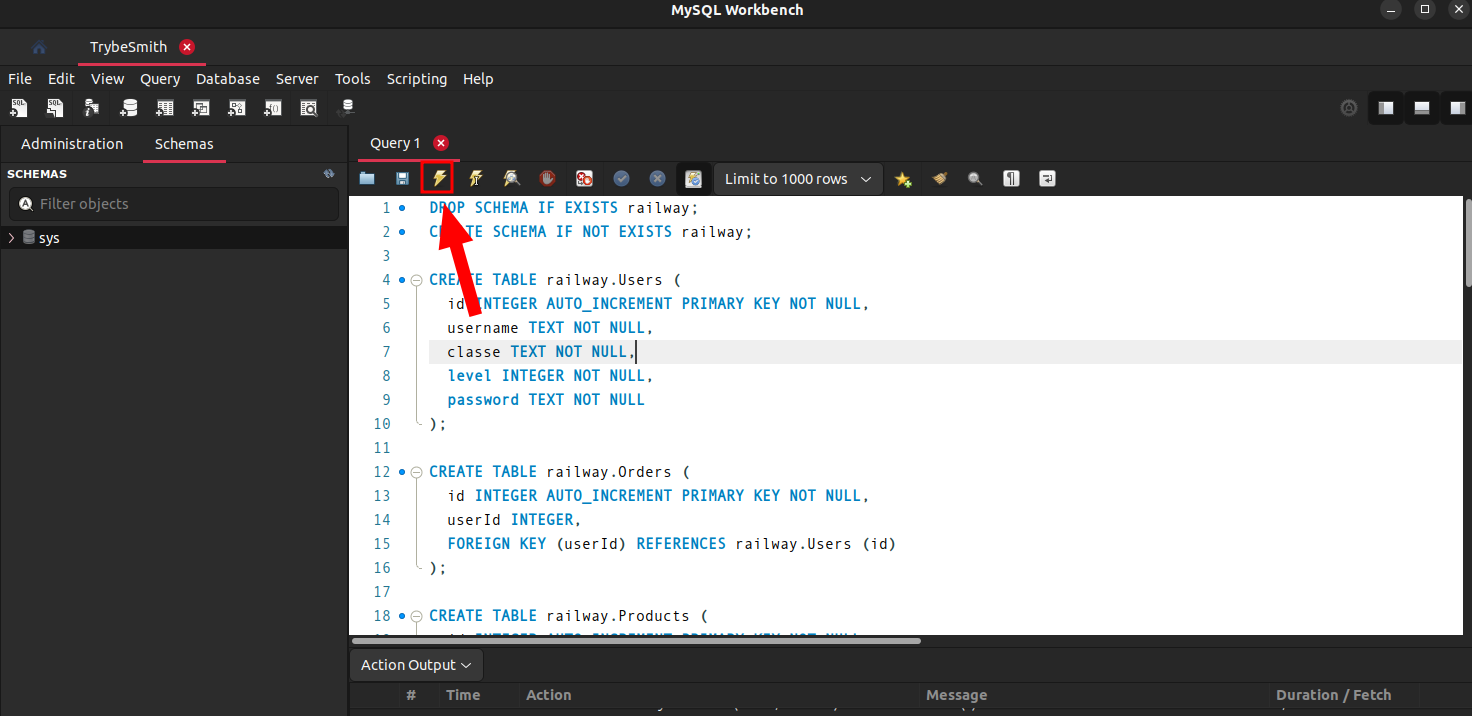 MySQL Workbench
TrybeSmith
File Edit View Query Database Server Tools Scripting Help
Administration Schemas
SCHEMAS
Filter objects
sys
Query 1
Limit to 1000 rows
1 DROP SCHEMA IF EXISTS railway;
2 CREATE SCHEMA IF NOT EXISTS railway;
3
4 CREATE TABLE railway.Users (
5 id INTEGER AUTO_INCREMENT PRIMARY KEY NOT NULL,
6 username TEXT NOT NULL,
7 classe TEXT NOT NULL,
8 level INTEGER NOT NULL,
9 password TEXT NOT NULL
10 );
11
12 CREATE TABLE railway.Orders (
13 id INTEGER AUTO_INCREMENT PRIMARY KEY NOT NULL,
14 userId INTEGER,
15 FOREIGN KEY (userId) REFERENCES railway.Users (id)
16 );
17
18 CREATE TABLE railway.Products (
Action Output
# Time Action Message Duration / Fetch